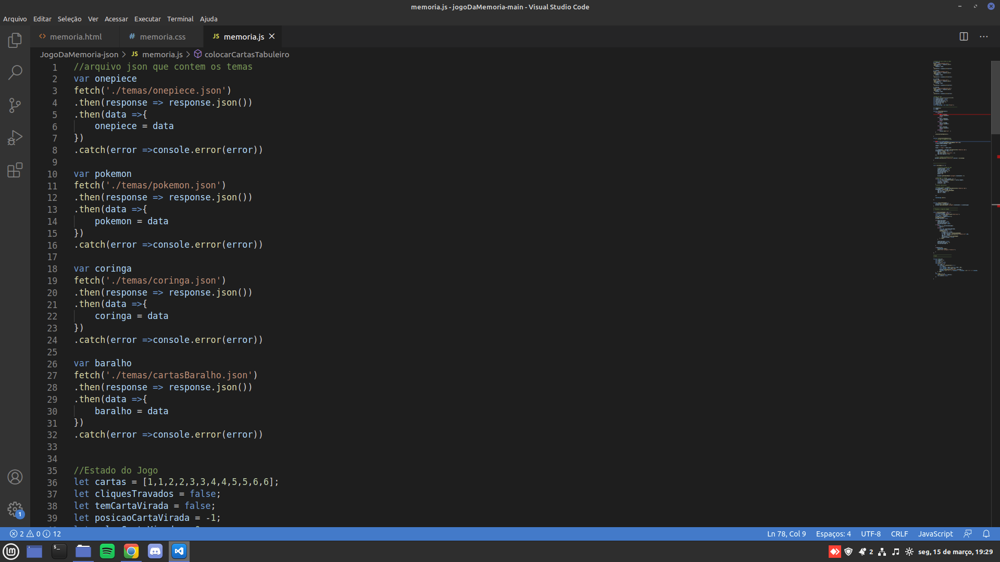 memoria.js - jogoDaMemoria-main - Visual Studio Code
Arquivo Editar Seleção Ver Acessar Executar Terminal Ajuda
<> memoria.html # memoria.css JS memoria.js
JogoDaMemoria-json > JS memoria.js > colocarCartasTabuleiro
1 //arquivo json que contem os temas
2 var onepiece
3 fetch('./temas/onepiece.json')
4 .then(response => response.json())
5 .then(data =>{
6 onepiece = data
7 })
8 .catch(error =>console.error(error))
9
10 var pokemon
11 fetch('./temas/pokemon.json')
12 .then(response => response.json())
13 .then(data =>{
14 pokemon = data
15 })
16 .catch(error =>console.error(error))
17
18 var coringa
19 fetch('./temas/coringa.json')
20 .then(response => response.json())
21 .then(data =>{
22 coringa = data
23 })
24 .catch(error =>console.error(error))
25
26 var baralho
27 fetch('./temas/cartasBaralho.json')
28 .then(response => response.json())
29 .then(data =>{
30 baralho = data
31 })
32 .catch(error =>console.error(error))
33
34
35 //Estado do Jogo
36 let cartas = [1,1,2,2,3,3,4,4,5,5,6,6];
37 let cliquesTravados = false;
38 let temCartaVirada = false;
39 let posicaoCartaVirada = -1;
1
2 0 12 Ln 78, Col 9 Espaços: 4 UTF-8 CRLF JavaScript
2 seg, 15 de março, 19:29